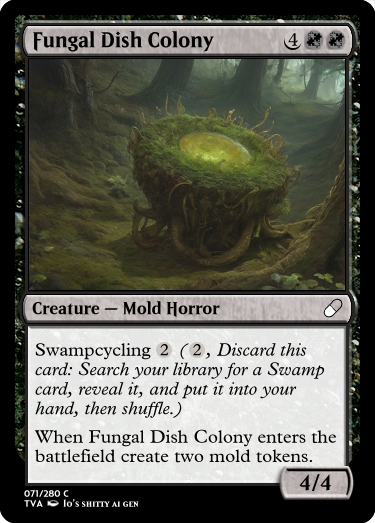 Fungal Dish Colony 4
Creature — Mold Horror
Swampcycling 2 ( 2 , Discard this
card: Search your library for a Swamp
card, reveal it, and put it into your
hand, then shuffle.)
When Fungal Dish Colony enters the
battlefield create two mold tokens.
4/4
071/280 C
TVA Io's shitty ai gen